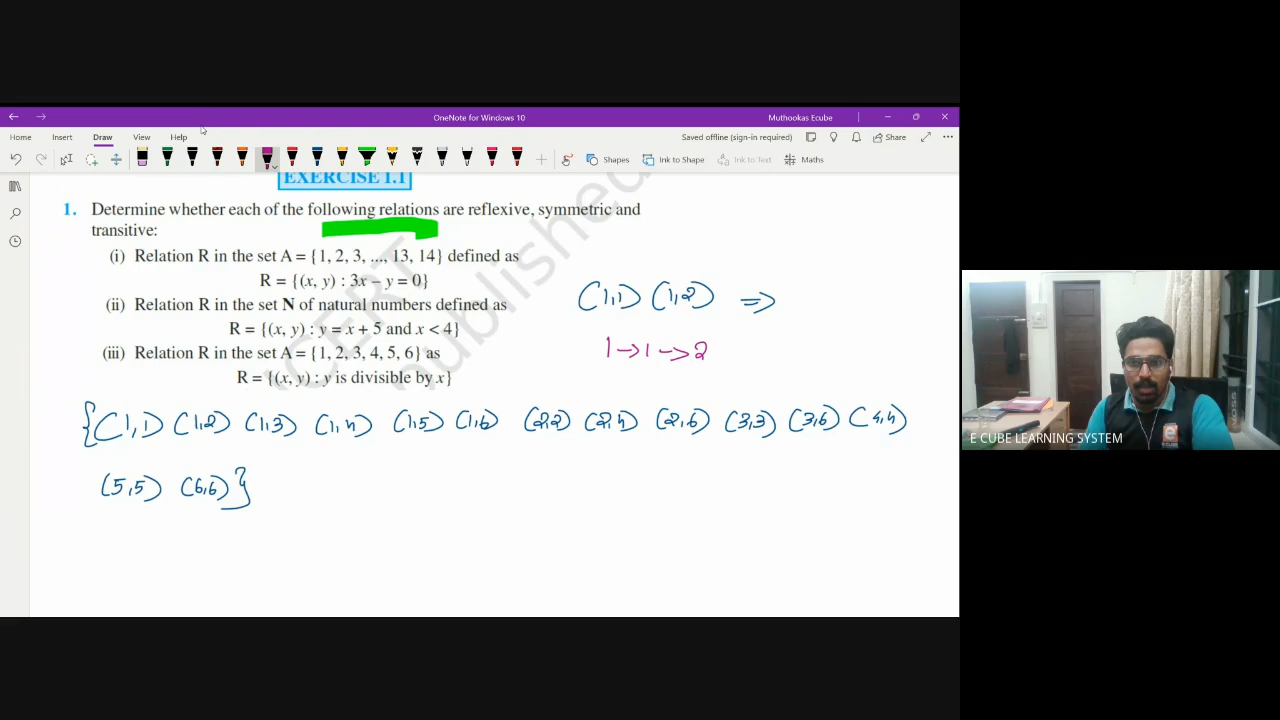 OneNote for Windows 10
Muthookas Ecube
Home Insert Draw View Help
Saved offline (sign-in required) Share
Shapes Ink to Shape Ink to Text Maths
EXERCISE 1.1
1. Determine whether each of the following relations are reflexive, symmetric and
transitive:
(i) Relation R in the set A = {1, 2, 3, ..., 13, 14} defined as
R = {(x, y) : 3x – y = 0}
(ii) Relation R in the set N of natural numbers defined as
R = {(x, y) : y = x + 5 and x < 4}
(iii) Relation R in the set A = {1, 2, 3, 4, 5, 6} as
R = {(x, y) : y is divisible by x}
(1,1) (1,2) ⇒
1 → 1 → 2
{(1,1) (1,2) (1,3) (1,4) (1,5) (1,6) (2,2) (2,4) (2,6) (3,3) (3,6) (4,4)
(5,5) (6,6)}
published
E CUBE LEARNING SYSTEM